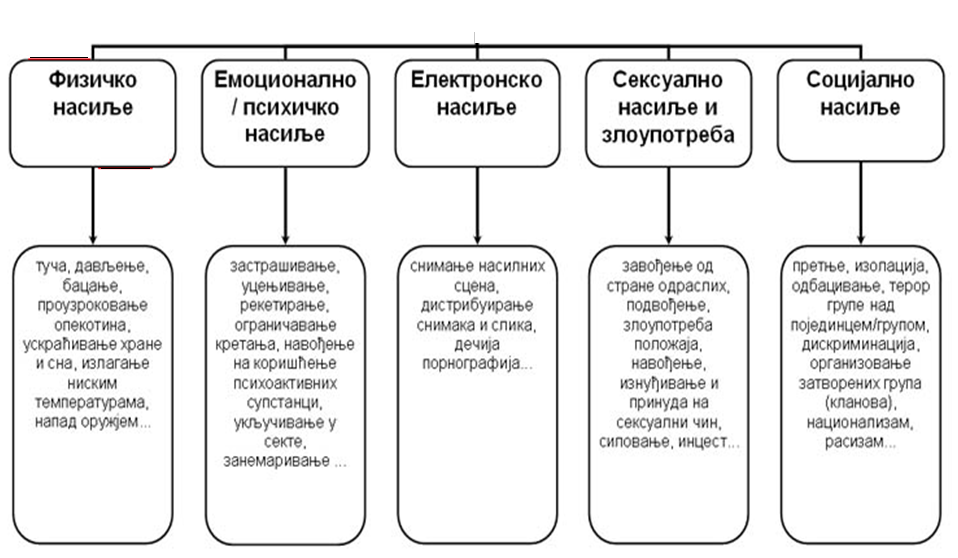 Физичко
насиље
Емоционално
/ психичко
насиље
Електронско
насиље
Сексуално
насиље и
злоупотреба
Социјално
насиље
туча, дављење,
бацање,
проузроковање
опекотина,
ускраћивање хране
и сна, излагање
ниским
температурама,
напад оружјем...
застрашивање,
уцењивање,
рекетирање,
ограничавање
кретања, навођење
на коришћење
психоактивних
супстанци,
укључивање у
секте,
занемаривање ...
снимање насилних
сцена,
дистрибуирање
снимака и слика,
дечија
порнографија...
завођење од
стране одраслих,
подвођење,
злоупотреба
положаја,
навођење,
изнуђивање и
принуда на
сексуални чин,
силовање, инцест...
претње, изолација,
одбацивање, терор
групе над
појединцем/групом,
дискриминација,
организовање
затворених група
(кланова),
национализам,
расизам...